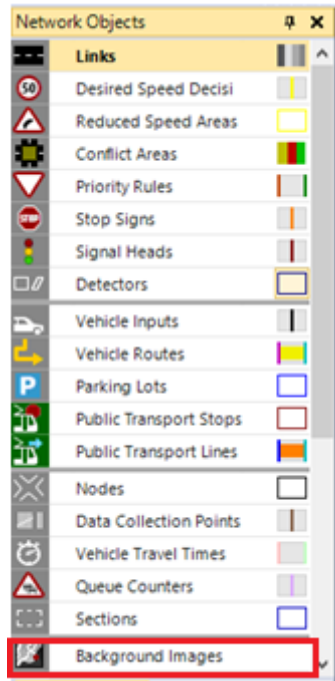 Network Objects
Links
50
Desired Speed Decisi
Reduced Speed Areas
Conflict Areas
Priority Rules
STOP
Stop Signs
Signal Heads
Detectors
Vehicle Inputs
Vehicle Routes
P
Parking Lots
Public Transport Stops
Public Transport Lines
Nodes
Data Collection Points
Vehicle Travel Times
Queue Counters
Sections
Background Images